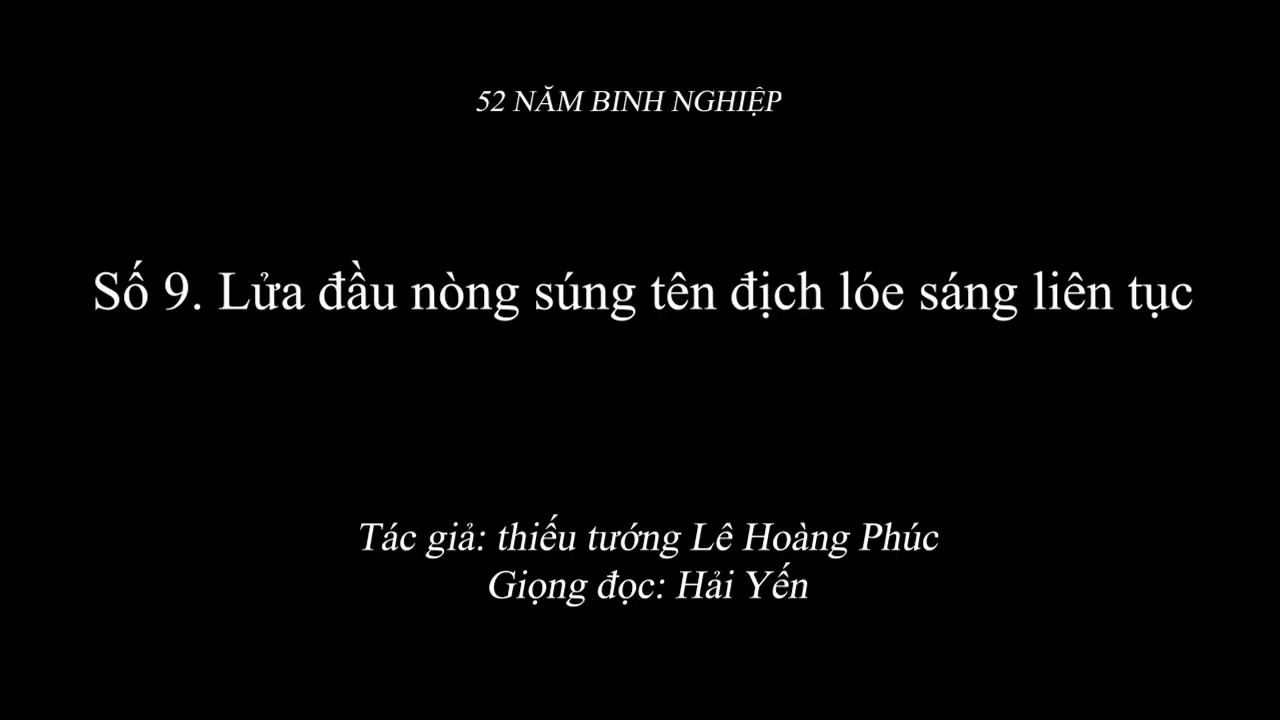 52 NĂM BINH NGHIỆP
Số 9. Lửa đầu nòng súng tên địch lóe sáng liên tục
Tác giả: thiếu tướng Lê Hoàng Phúc
Giọng đọc: Hải Yến